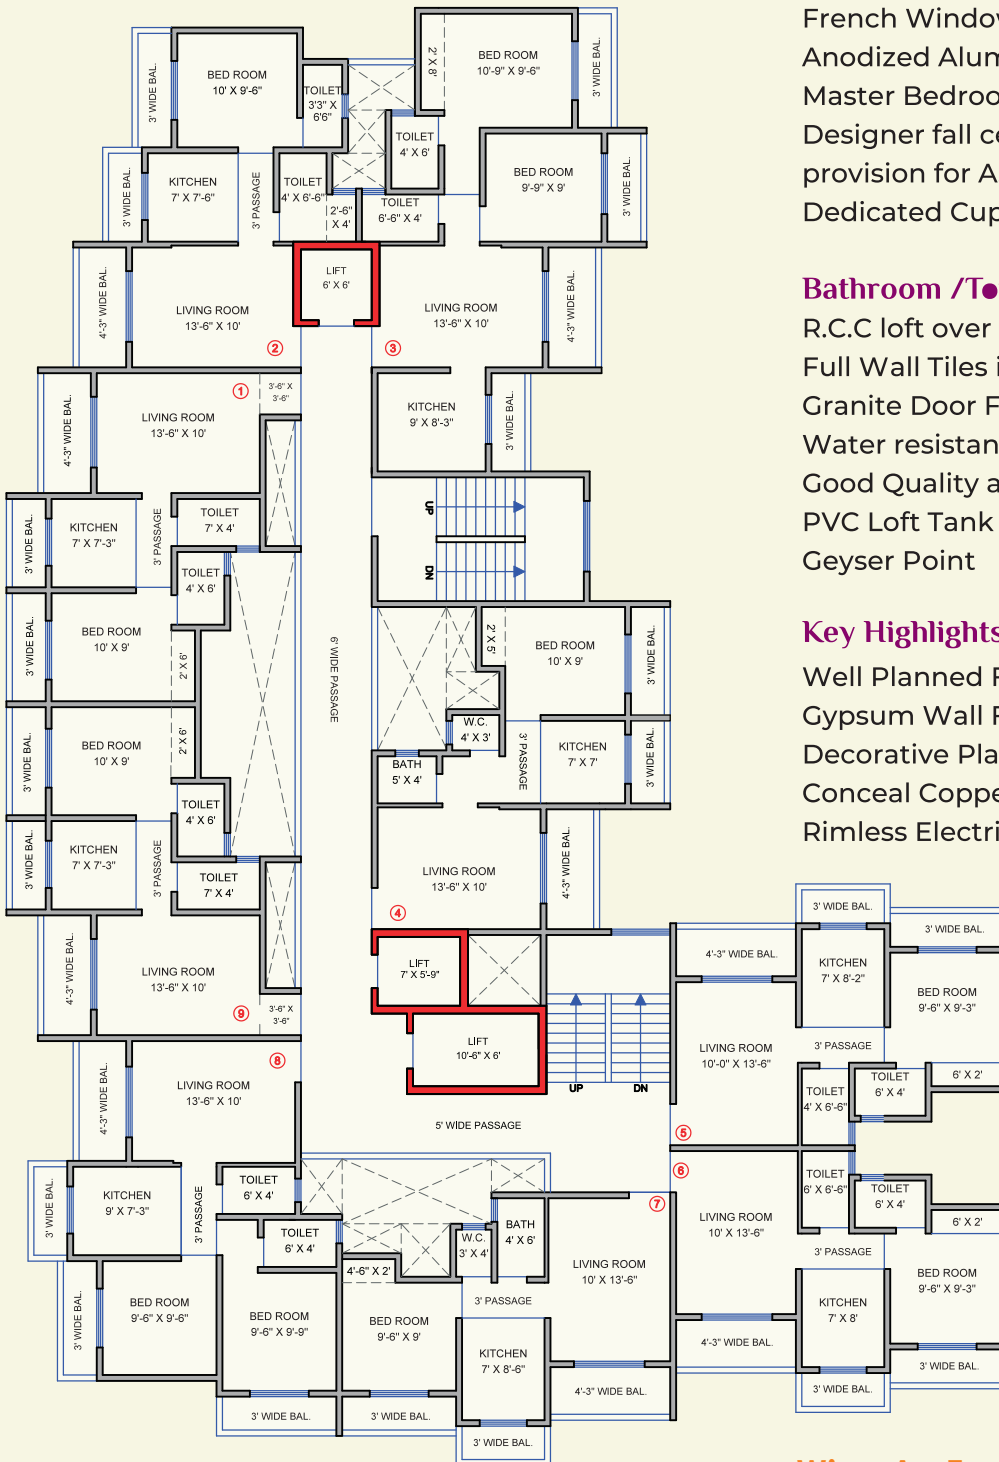 3' WIDE BAL.
BED ROOM
10' X 9'-6"
TOILET
3'3" X
6'6"
2' X 8'
BED ROOM
10'-9" X 9'-6"
3' WIDE BAL.
TOILET
4' X 6'
3' WIDE BAL.
KITCHEN
7' X 7'-6"
3' PASSAGE
TOILET
4' X 6'-6"
2'-6"
X 4'
TOILET
6'-6" X 4'
BED ROOM
9'-9" X 9'
3' WIDE BAL.
4'-3" WIDE BAL.
LIVING ROOM
13'-6" X 10'
2
LIFT
6' X 6'
LIVING ROOM
13'-6" X 10'
3
4'-3" WIDE BAL.
4'-3" WIDE BAL.
1
LIVING ROOM
13'-6" X 10'
3'-6" X
3'-6"
KITCHEN
9' X 8'-3"
3' WIDE BAL.
3' WIDE BAL.
KITCHEN
7' X 7'-3"
3' PASSAGE
TOILET
7' X 4'
TOILET
4' X 6'
UP
DN
3' WIDE BAL.
BED ROOM
10' X 9'
2' X 6'
6' WIDE PASSAGE
2' X 5'
BED ROOM
10' X 9'
3' WIDE BAL.
3' WIDE BAL.
BED ROOM
10' X 9'
2' X 6'
W.C.
4' X 3'
BATH
5' X 4'
3' PASSAGE
KITCHEN
7' X 7'
3' WIDE BAL.
TOILET
4' X 6'
3' WIDE BAL.
KITCHEN
7' X 7'-3"
3' PASSAGE
TOILET
7' X 4'
LIVING ROOM
13'-6" X 10'
4'-3" WIDE BAL.
4
4'-3" WIDE BAL.
LIVING ROOM
13'-6" X 10'
9
3'-6" X
3'-6"
LIFT
7' X 5'-9"
LIFT
10'-6" X 6'
UP
DN
8
4'-3" WIDE BAL.
LIVING ROOM
13'-6" X 10'
5' WIDE PASSAGE
3' WIDE BAL.
3' WIDE BAL.
4'-3" WIDE BAL.
KITCHEN
7' X 8'-2"
BED ROOM
9'-6" X 9'-3"
LIVING ROOM
10'-0" X 13'-6"
3' PASSAGE
TOILET
4' X 6'-6"
TOILET
6' X 4'
6' X 2'
5
6
7
TOILET
6' X 6'-6"
TOILET
6' X 4'
6' X 2'
LIVING ROOM
10' X 13'-6"
3' PASSAGE
KITCHEN
7' X 8'
BED ROOM
9'-6" X 9'-3"
4'-3" WIDE BAL.
3' WIDE BAL.
3' WIDE BAL.
3' WIDE BAL.
KITCHEN
9' X 7'-3"
3' PASSAGE
TOILET
6' X 4'
TOILET
6' X 4'
4'-6" X 2'
W.C.
3' X 4'
BATH
4' X 6'
LIVING ROOM
10' X 13'-6"
3' WIDE BAL.
BED ROOM
9'-6" X 9'-6"
BED ROOM
9'-6" X 9'-9"
BED ROOM
9'-6" X 9'
3' PASSAGE
KITCHEN
7' X 8'-6"
4'-3" WIDE BAL.
3' WIDE BAL.
3' WIDE BAL.
3' WIDE BAL.
French Window
Anodized Alum
Master Bedroo
Designer fall ce
provision for A
Dedicated Cup
Bathroom /To
R.C.C loft over
Full Wall Tiles i
Granite Door F
Water resistan
Good Quality a
PVC Loft Tank
Geyser Point
Key Highlights
Well Planned F
Gypsum Wall F
Decorative Pla
Conceal Coppe
Rimless Electri